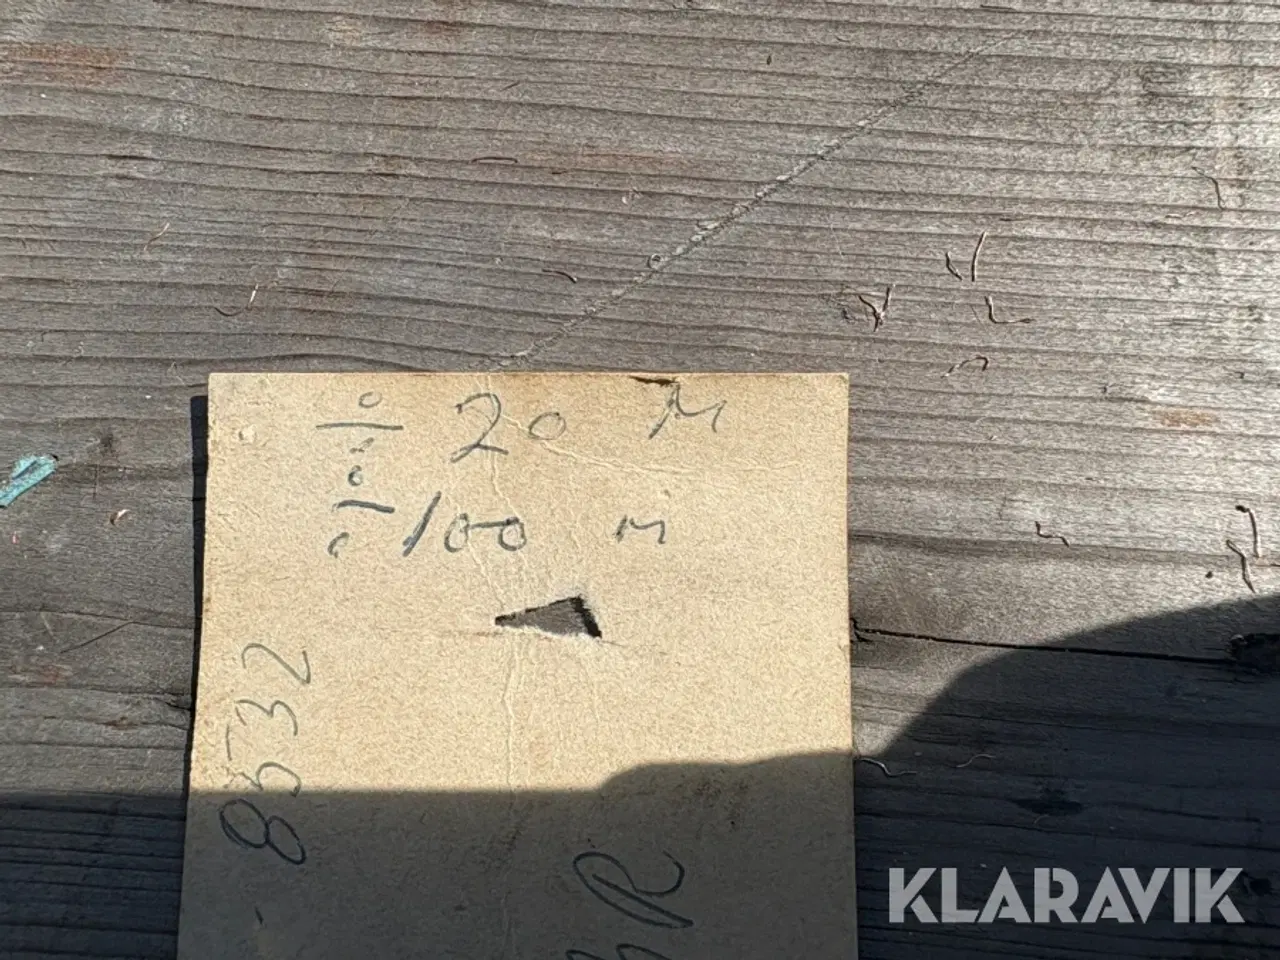 ÷ 20 M
÷ 100 m
8532
KLARAVIK